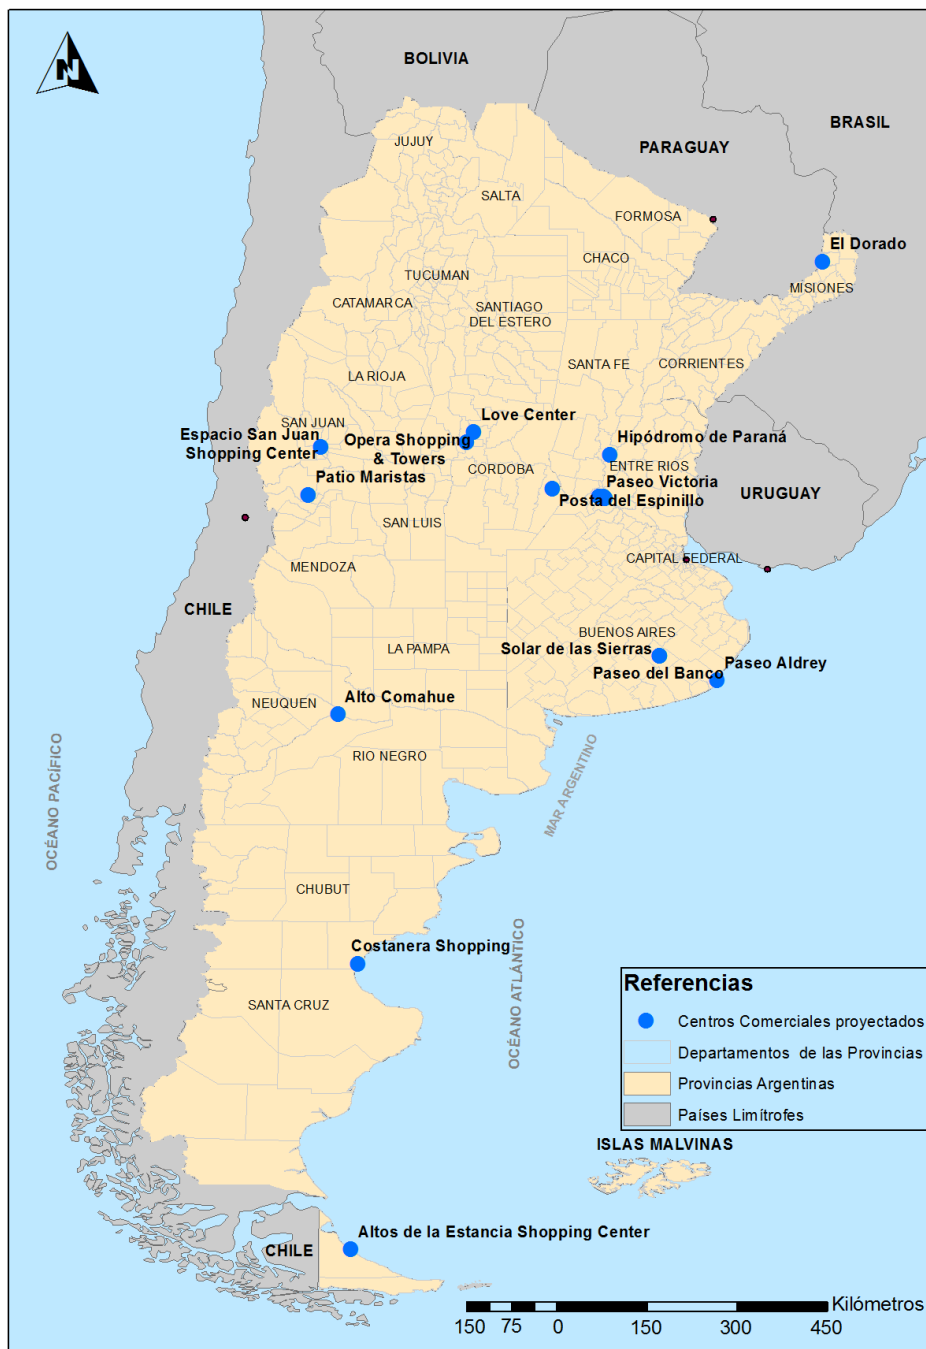 N
BOLIVIA
BRASIL
JUJUY
PARAGUAY
SALTA
FORMOSA
El Dorado
CHACO
TUCUMAN
MISIONES
CATAMARCA
SANTIAGO
DEL ESTERO
SANTA FE
CORRIENTES
LA RIOJA
Love Center
SAN JUAN
Espacio San Juan
Shopping Center
Opera Shopping
& Towers
Hipódromo de Paraná
CORDOBA
ENTRE RIOS
Patio Maristas
Paseo Victoria
Posta del Espinillo
URUGUAY
SAN LUIS
CAPITAL FEDERAL
MENDOZA
CHILE
BUENOS AIRES
LA PAMPA
Solar de las Sierras
Paseo del Banco
Paseo Aldrey
NEUQUEN
Alto Comahue
RIO NEGRO
OCÉANO PACÍFICO
MAR ARGENTINO
CHUBUT
Costanera Shopping
OCÉANO ATLÁNTICO
SANTA CRUZ
Referencias
Centros Comerciales proyectados
Departamentos de las Provincias
Provincias Argentinas
Países Limítrofes
ISLAS MALVINAS
Altos de la Estancia Shopping Center
CHILE
Kilómetros
150 75 0 150 300 450